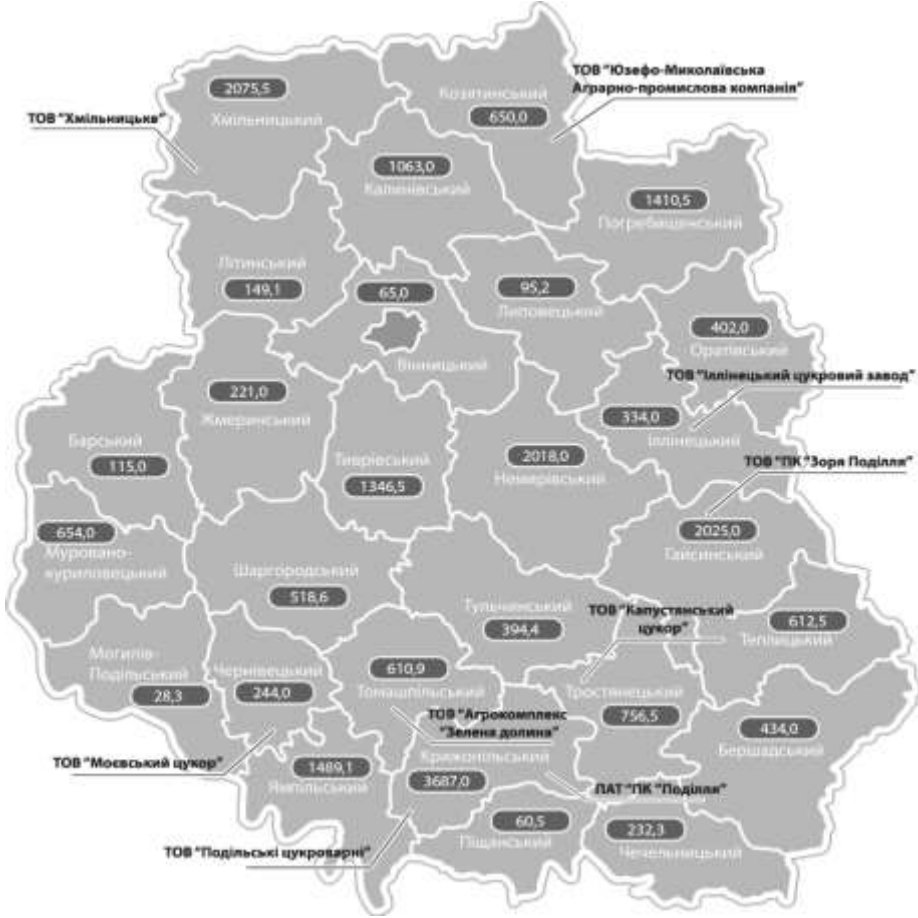 ТОВ "Юзефо-Миколаївська
Аграрно-промислова компанія"
2075,5
Хмільницький
Козятинський
650,0
ТОВ "Хмільницьке"
1063,0
Калинівський
1410,5
Погребищенський
Літинський
149,1
65,0
Вінницький
95,2
Липовецький
402,0
Оратівський
ТОВ "Іллінецький цукровий завод"
221,0
Жмеринський
334,0
Іллінецький
Барський
115,0
Тиврівський
1346,5
2018,0
Немирівський
ТОВ "ПК "Зоря Поділля"
654,0
Муровано-
куриловецький
2025,0
Гайсинський
Шаргородський
518,6
Тульчинський
394,4
ТОВ "Капустянський
цукор"
612,5
Теплицький
Могилів-
Подільський
28,3
Чернівецький
244,0
610,9
Томашпільський
Тростянецький
756,5
ТОВ "Агрокомплекс
"Зелена долина"
434,0
Бершадський
ТОВ "Моєвський цукор"
1489,1
Ямпільський
Крижопільський
3687,0
ПАТ "ПК "Поділля"
60,5
Піщанський
232,3
Чечельницький
ТОВ "Подільські цукроварні"